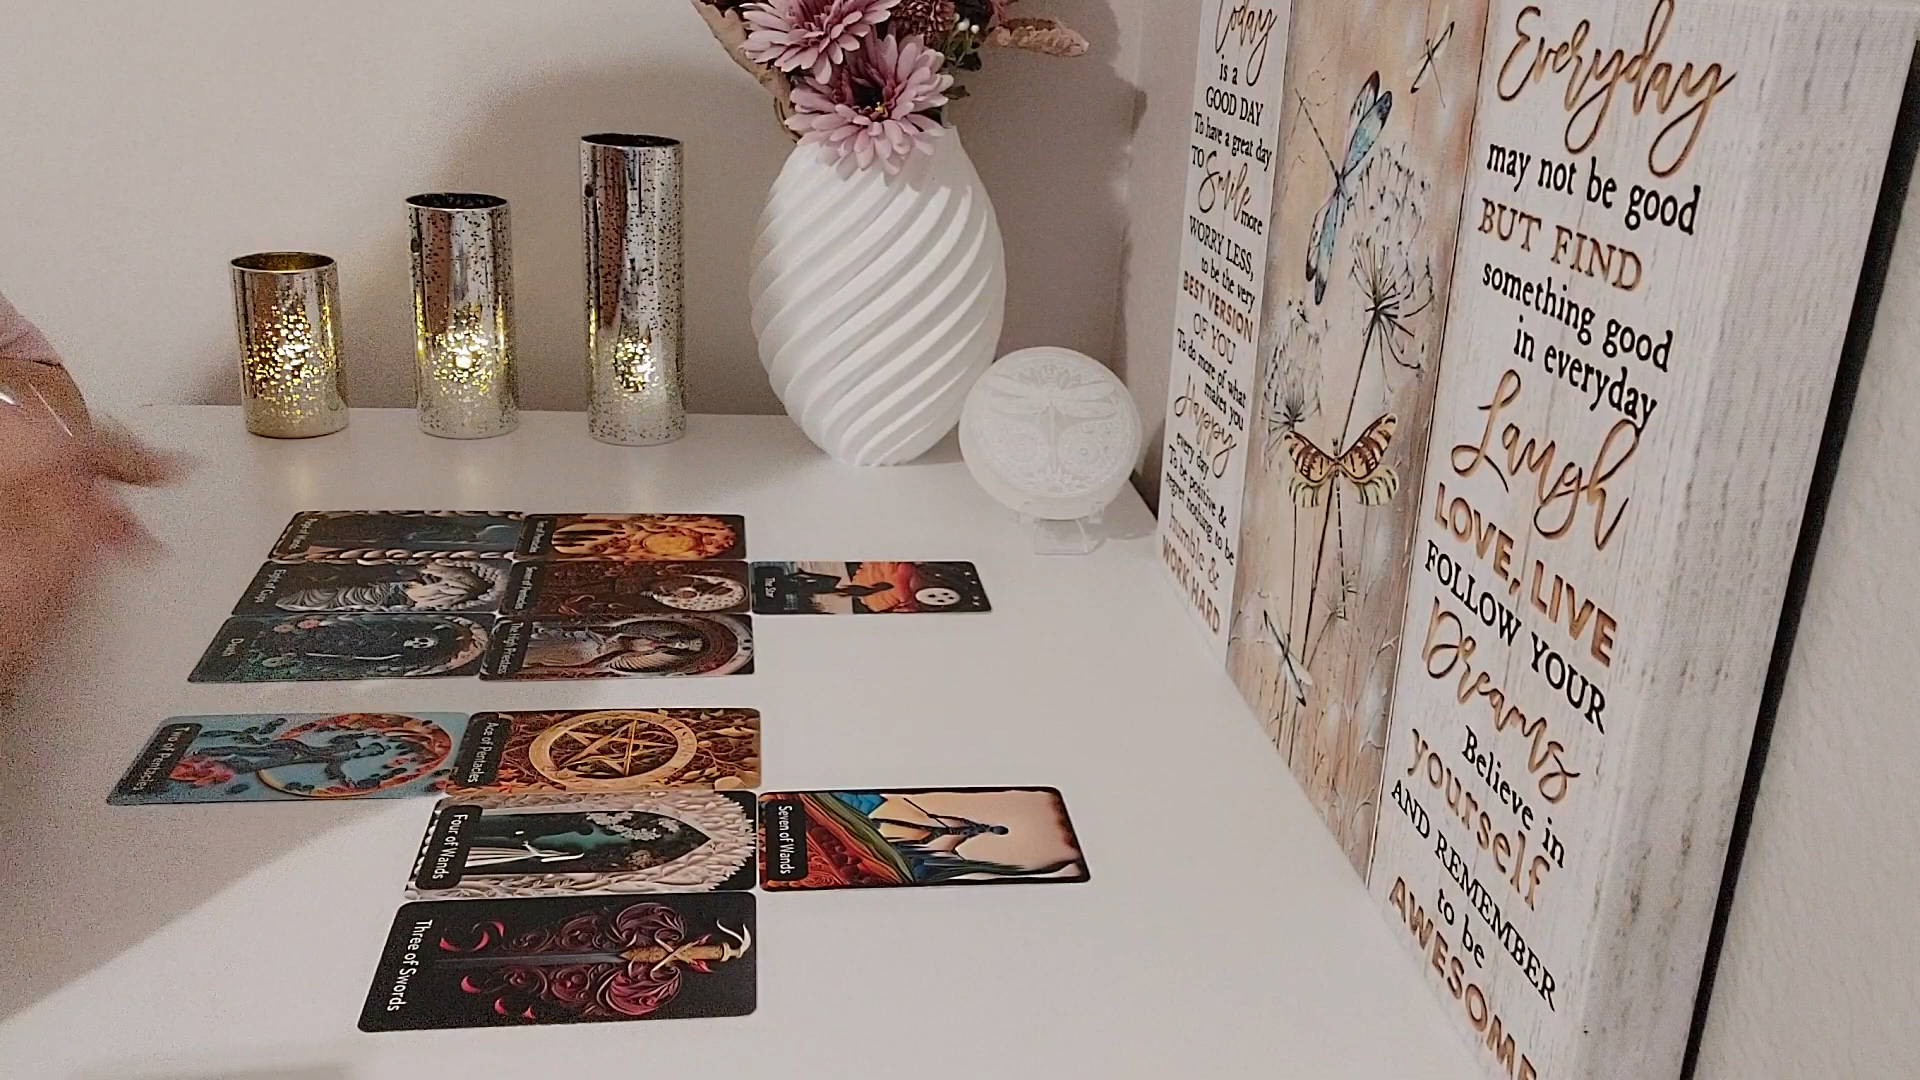 Today
is a
GOOD DAY
To have a great day
TO Smile more
WORRY LESS,
to be the very
BEST VERSION
OF YOU
To do more of what
makes you
Happy
every day
To be positive &
regret nothing to be
humble &
WORK HARD
Everyday
may not be good
BUT FIND
something good
in everyday
Laugh
LOVE, LIVE
FOLLOW YOUR
Dreams
Believe in
yourself
AND REMEMBER
to be
AWESOME
The Star
Death
The High Priestess
Two of Pentacles
Ace of Pentacles
Four of Wands
Seven of Wands
Three of Swords